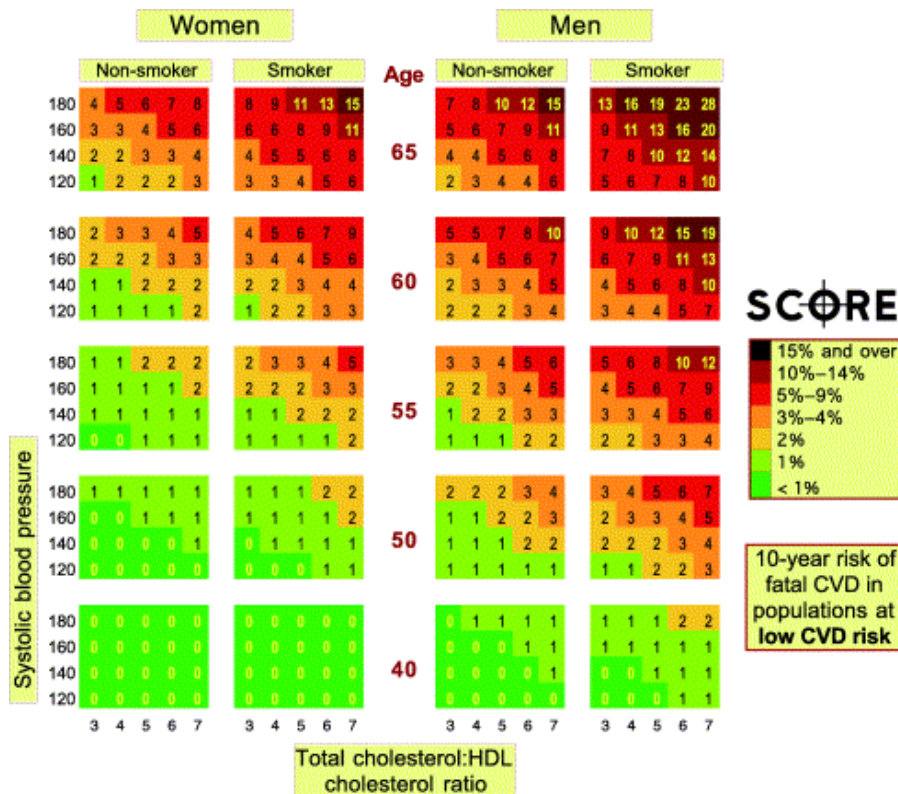 Women Men
Non-smoker Smoker Age Non-smoker Smoker
180 4 5 6 7 8 8 9 11 13 15 7 8 10 12 15 13 16 19 23 28
160 3 3 4 5 6 6 6 8 9 11 5 6 7 9 11 9 11 13 16 20
65
140 2 2 3 3 4 4 5 5 6 8 4 4 5 6 8 7 8 10 12 14
120 1 2 2 2 3 3 3 4 5 6 2 3 4 4 6 5 6 7 8 10
180 2 3 3 4 5 4 5 6 7 9 5 5 7 8 10 9 10 12 15 19
160 2 2 2 3 3 3 4 4 5 6 3 4 5 6 7 6 7 9 11 13
60
140 1 1 2 2 2 2 2 3 4 4 2 3 3 4 5 4 5 6 8 10
120 1 1 1 1 2 1 2 2 3 3 2 2 2 3 4 3 4 4 5 7
180 1 1 2 2 2 2 3 3 4 5 3 3 4 5 6 5 6 8 10 12
160 1 1 1 1 2 2 2 2 3 4 2 2 3 4 5 4 5 6 7 9
55
140 1 1 1 1 1 1 1 2 2 2 1 2 2 3 3 3 3 4 5 6
120 0 0 1 1 1 1 1 1 1 2 1 1 1 2 2 2 2 3 3 4
180 1 1 1 1 1 1 1 1 2 2 2 2 2 3 4 3 4 5 6 7
160 0 0 1 1 1 1 1 1 1 2 1 1 2 2 3 2 3 3 4 5
50
140 0 0 0 0 1 0 1 1 1 1 1 1 1 2 2 2 2 2 3 4
120 0 0 0 0 0 0 0 0 1 1 1 1 1 1 1 1 1 2 2 3
180 0 0 0 0 0 0 0 0 0 0 0 1 1 1 1 1 1 1 2 2
160 0 0 0 0 0 0 0 0 0 0 0 0 0 1 1 1 1 1 1 1
40
140 0 0 0 0 0 0 0 0 0 0 0 0 0 0 1 0 0 1 1 1
120 0 0 0 0 0 0 0 0 0 0 0 0 0 0 0 0 0 0 1 1
3 4 5 6 7 3 4 5 6 7 3 4 5 6 7 3 4 5 6 7
Systolic blood pressure
Total cholesterol:HDL
cholesterol ratio
SCORE
15% and over
10%–14%
5%–9%
3%–4%
2%
1%
< 1%
10-year risk of
fatal CVD in
populations at
low CVD risk